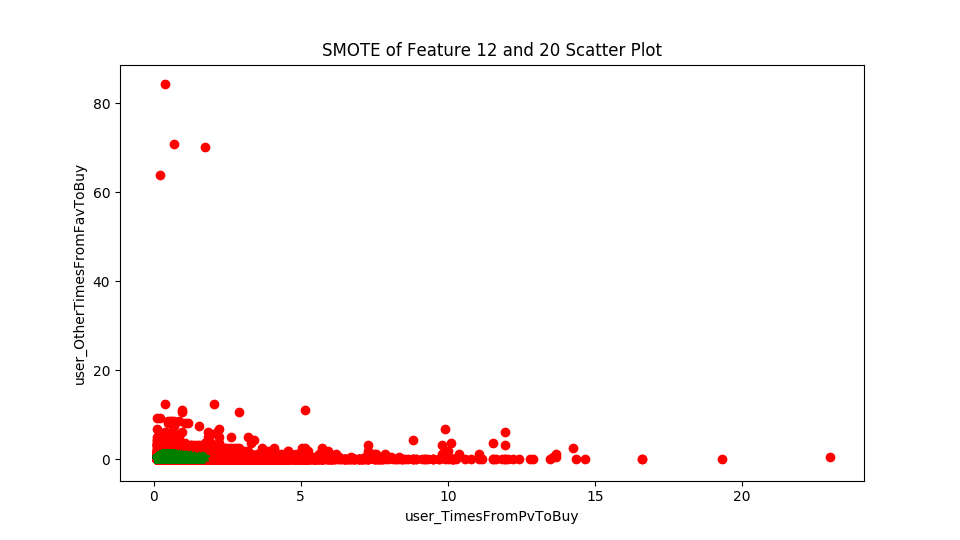 SMOTE of Feature 12 and 20 Scatter Plot
80
60
40
20
0
user_OtherTimesFromFavToBuy
0 5 10 15 20
user_TimesFromPvToBuy